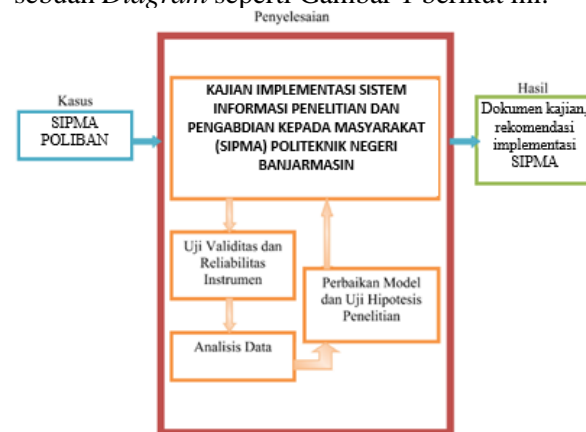 sebuah Diagram seperti Gambar 1 berikut ini:
Penyelesaian
Kasus
SIPMA
POLIBAN
KAJIAN IMPLEMENTASI SISTEM
INFORMASI PENELITIAN DAN
PENGABDIAN KEPADA MASYARAKAT
(SIPMA) POLITEKNIK NEGERI
BANJARMASIN
Uji Validitas dan
Reliabilitas
Instrumen
Analisis Data
Perbaikan Model
dan Uji Hipotesis
Penelitian
Hasil
Dokumen kajian,
rekomendasi
implementasi
SIPMA